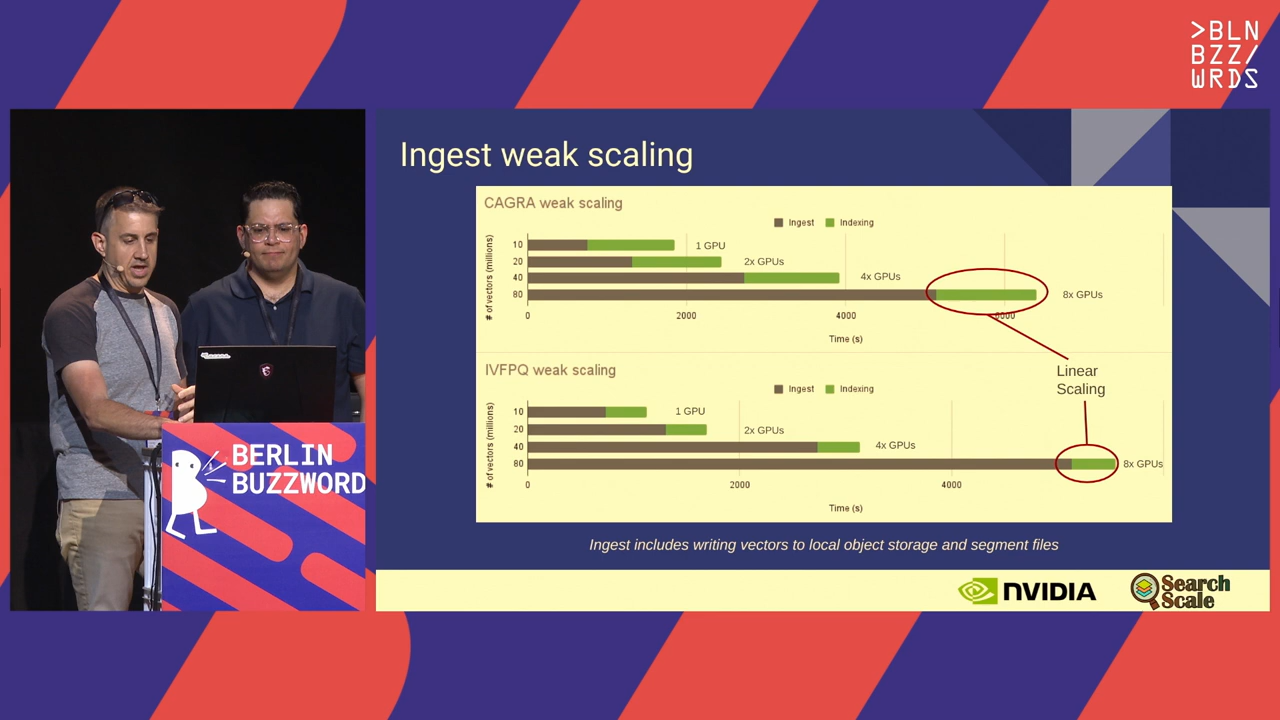 >BLN
BZZ/
WRDS
Ingest weak scaling
CAGRA weak scaling
Ingest Indexing
# of vectors (millions)
10 1 GPU
20 2x GPUs
40 4x GPUs
80 8x GPUs
0 2000 4000 6000
Time (s)
Linear
Scaling
IVFPQ weak scaling
Ingest Indexing
# of vectors (millions)
10 1 GPU
20 2x GPUs
40 4x GPUs
80 8x GPUs
0 2000 4000
Time (s)
BERLIN
BUZZWORD
Ingest includes writing vectors to local object storage and segment files
NVIDIA
Search
Scale